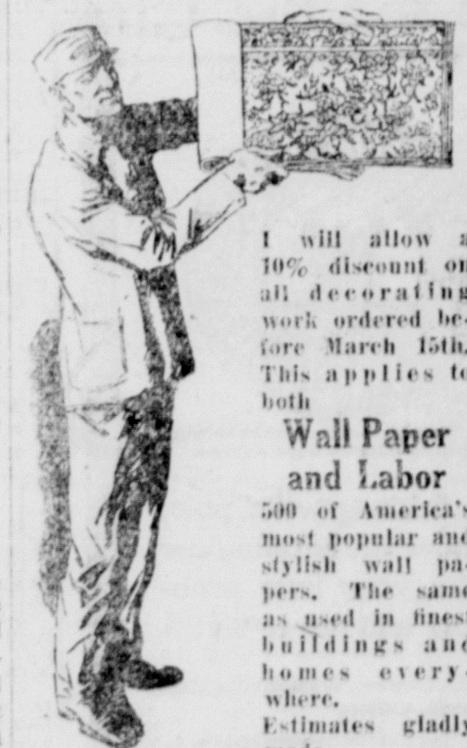 I will allow a
10% discount on
all decorating
work ordered be-
fore March 15th.
This applies to
both
Wall Paper
and Labor
500 of America's
most popular and
stylish wall pa-
pers. The same
as used in finest
buildings and
homes every-
where.
Estimates gladly